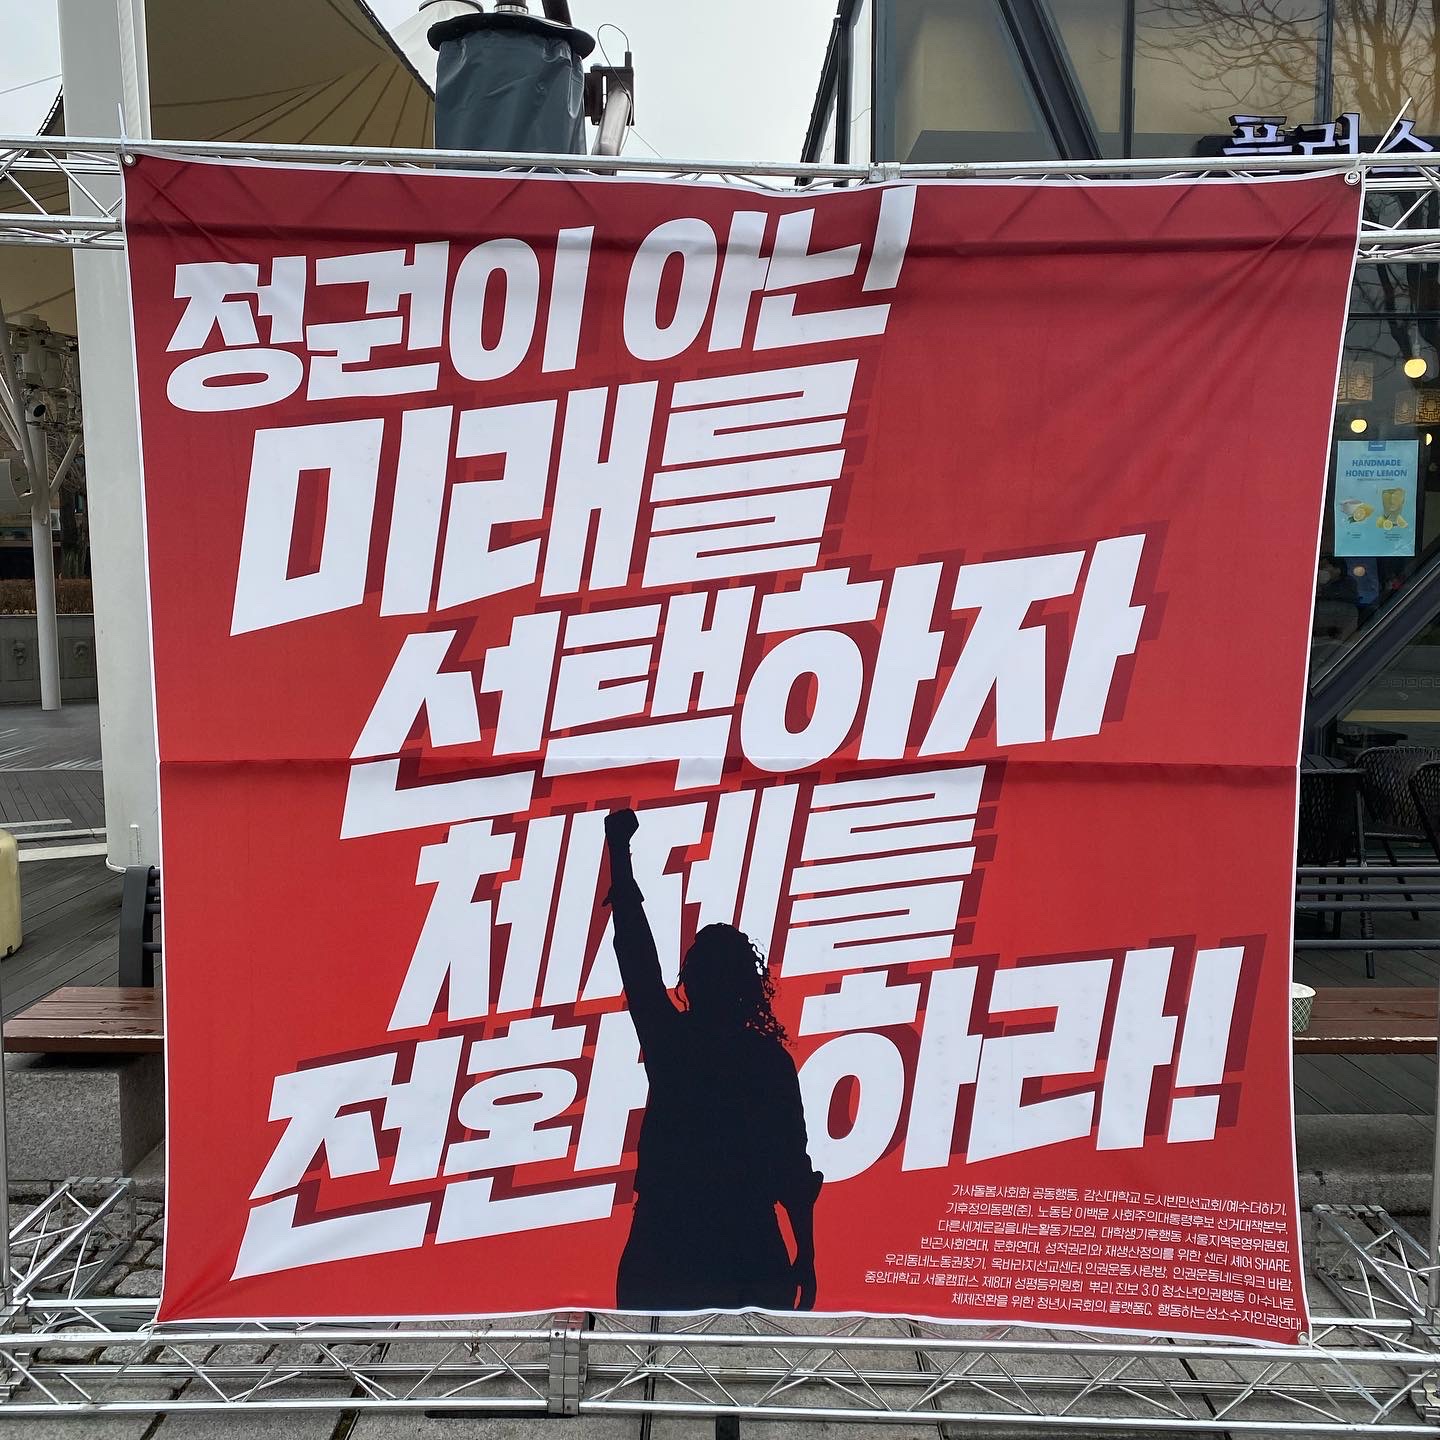 플러스
정권이 아닌
미래를
선택하자
체제를
전환하라!
HANDMADE
HONEY LEMON
가사돌봄사회화 공동행동, 감신대학교 도시빈민선교회/예수더하기,
기후정의동맹(준), 노동당 이백윤 사회주의대통령후보 선거대책본부,
다른세계로길을내는활동가모임, 대학생기후행동 서울지역운영위원회,
빈곤사회연대, 문화연대, 성적권리와 재생산정의를 위한 센터 셰어 SHARE,
우리동네노동권찾기, 옥바라지선교센터, 인권운동사랑방, 인권운동네트워크 바람,
중앙대학교 서울캠퍼스 제8대 성평등위원회 뿌리, 진보 3.0 청소년인권행동 아수나로,
체제전환을 위한 청년시국회의, 플랫폼C, 행동하는성소수자인권연대